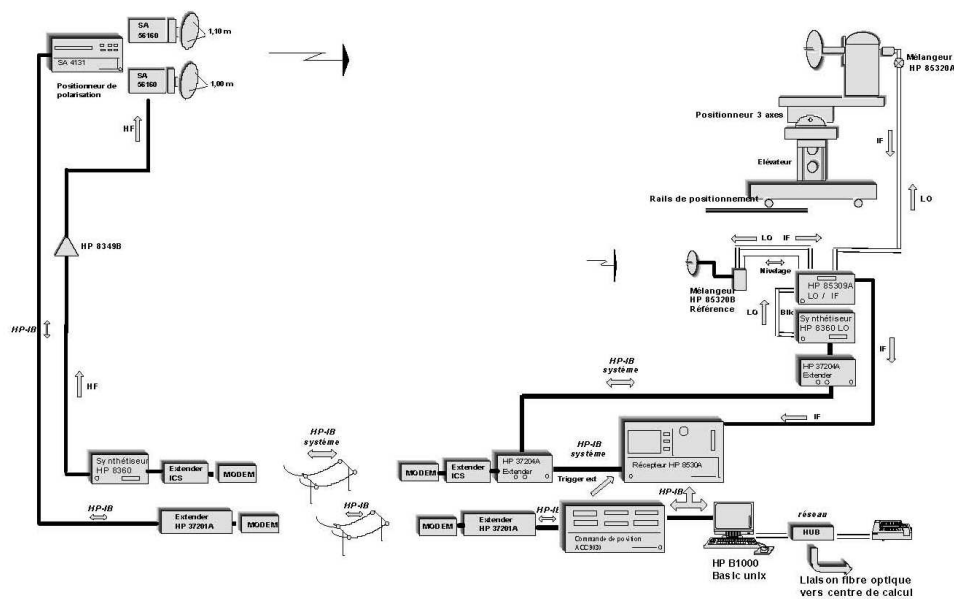 SA
56160
1,10 m
SA 4131
SA
56160
1,00 m
Positionneur de
polarisation
HF
HP 8349B
HP-IB
HF
Synthétiseur
HP 8360
Extender
ICS
MODEM
HP-IB
Extender
HP 37201A
MODEM
HP-IB
système
HP-IB
Mélangeur
HP 85320A
Positionneur 3 axes
IF
Elévateur
Rails de positionnement
LO
LO IF
Nivelage
Mélangeur
HP 85320B
Référence
HP 85309A
LO / IF
LO
Blk
Synthétiseur
HP 8360 LO
IF
HP 37204A
Extender
HP-IB
système
IF
MODEM
Extender
ICS
HP 37204A
Extender
HP-IB
système
Récepteur HP 8530A
Trigger ext
HP-IB
MODEM
Extender
HP 37201A
HP-IE
Commande de position
HP B1000
Basic unix
réseau
HUB
Liaison fibre optique
vers centre de calcul